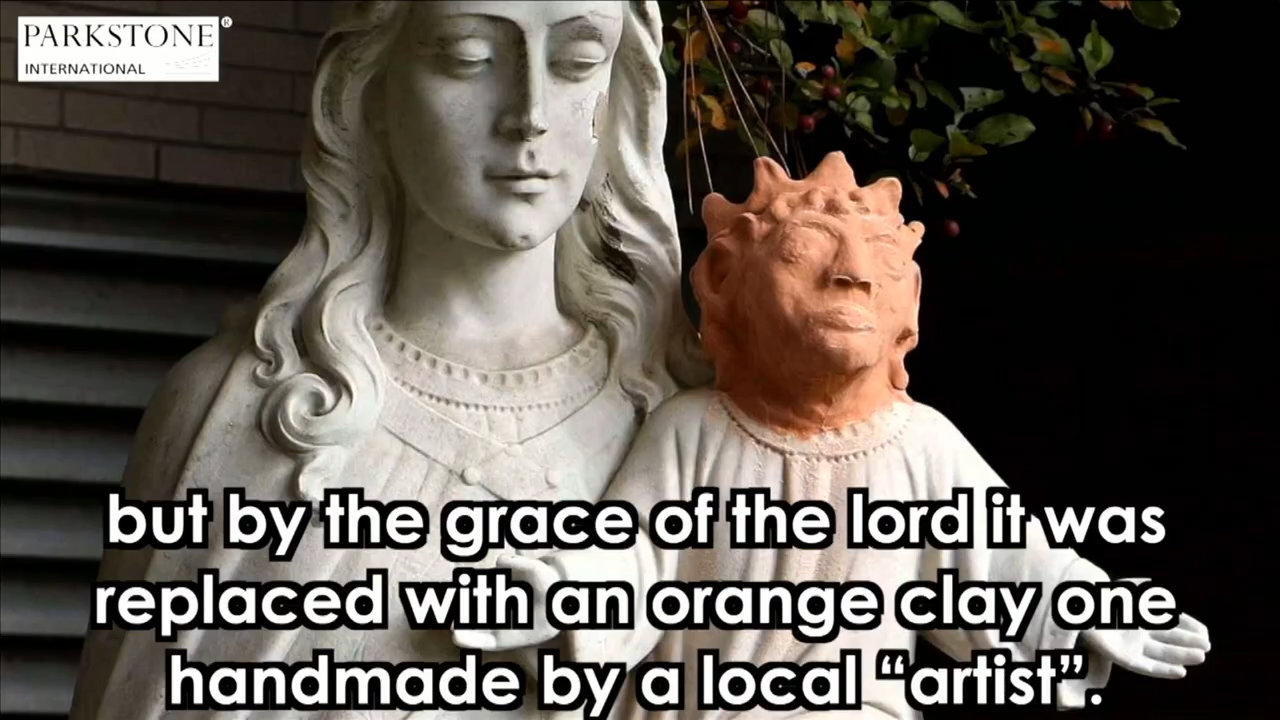 PARKSTONE®
INTERNATIONAL
but by the grace of the lord it was
replaced with an orange clay one
handmade by a local “artist”.